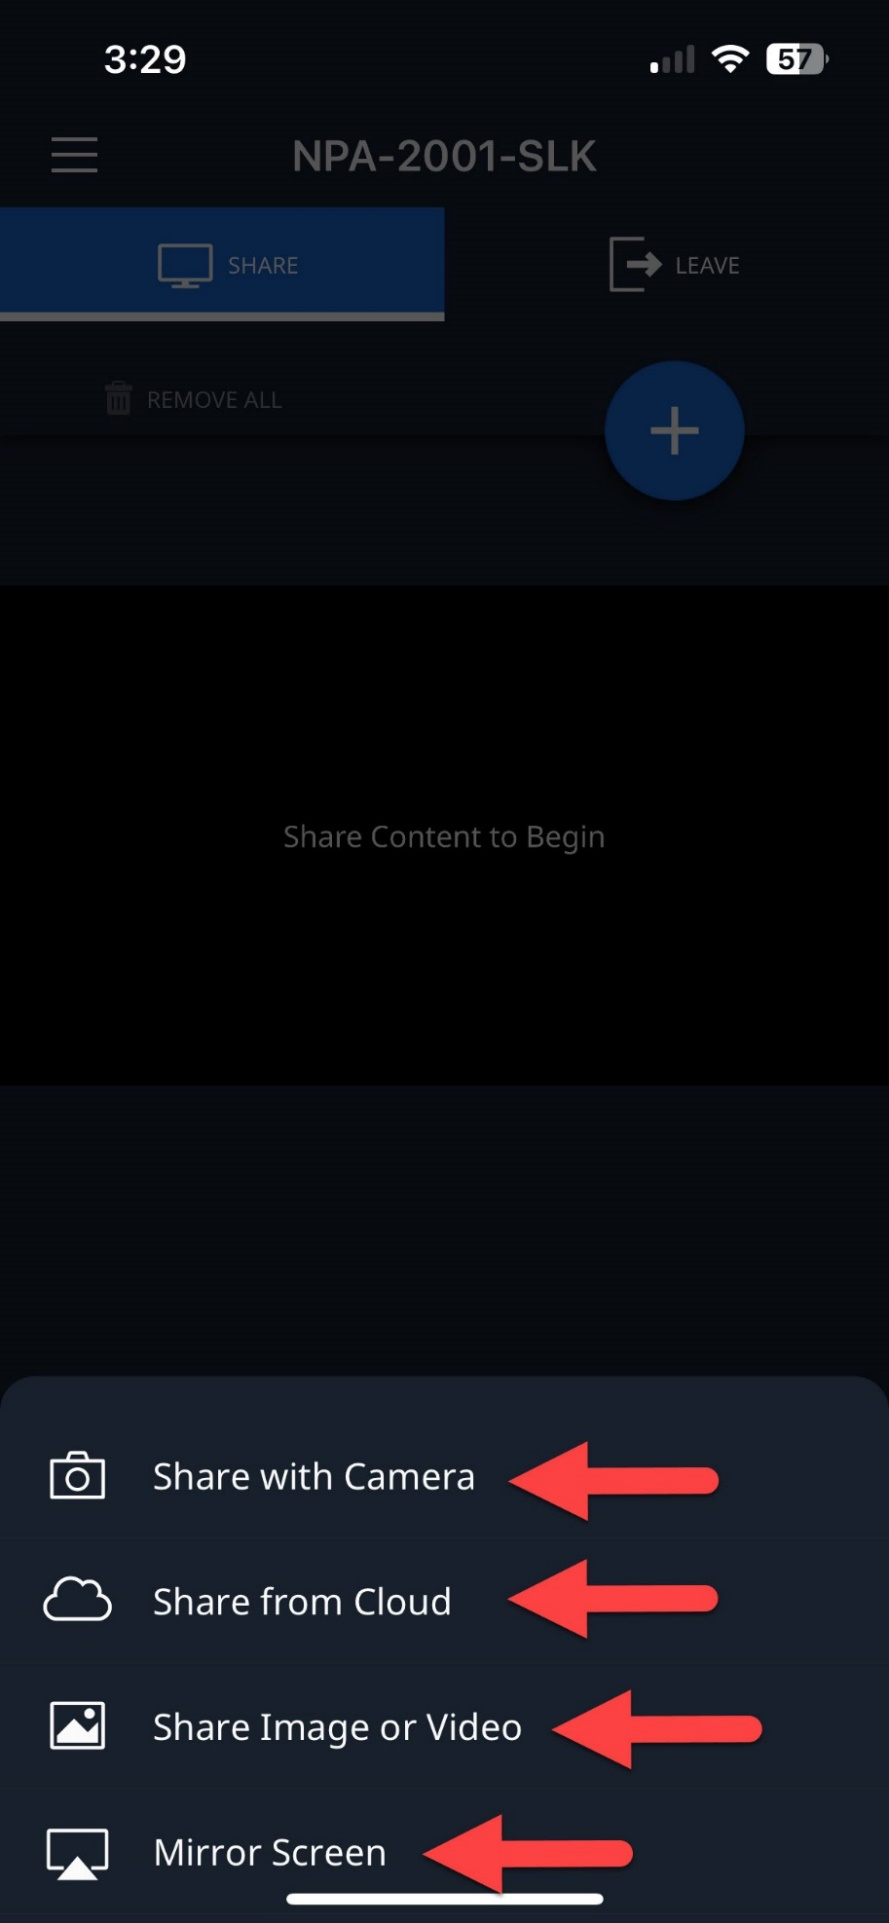 3:29
57
NPA-2001-SLK
SHARE
LEAVE
REMOVE ALL
Share Content to Begin
Share with Camera
Share from Cloud
Share Image or Video
Mirror Screen